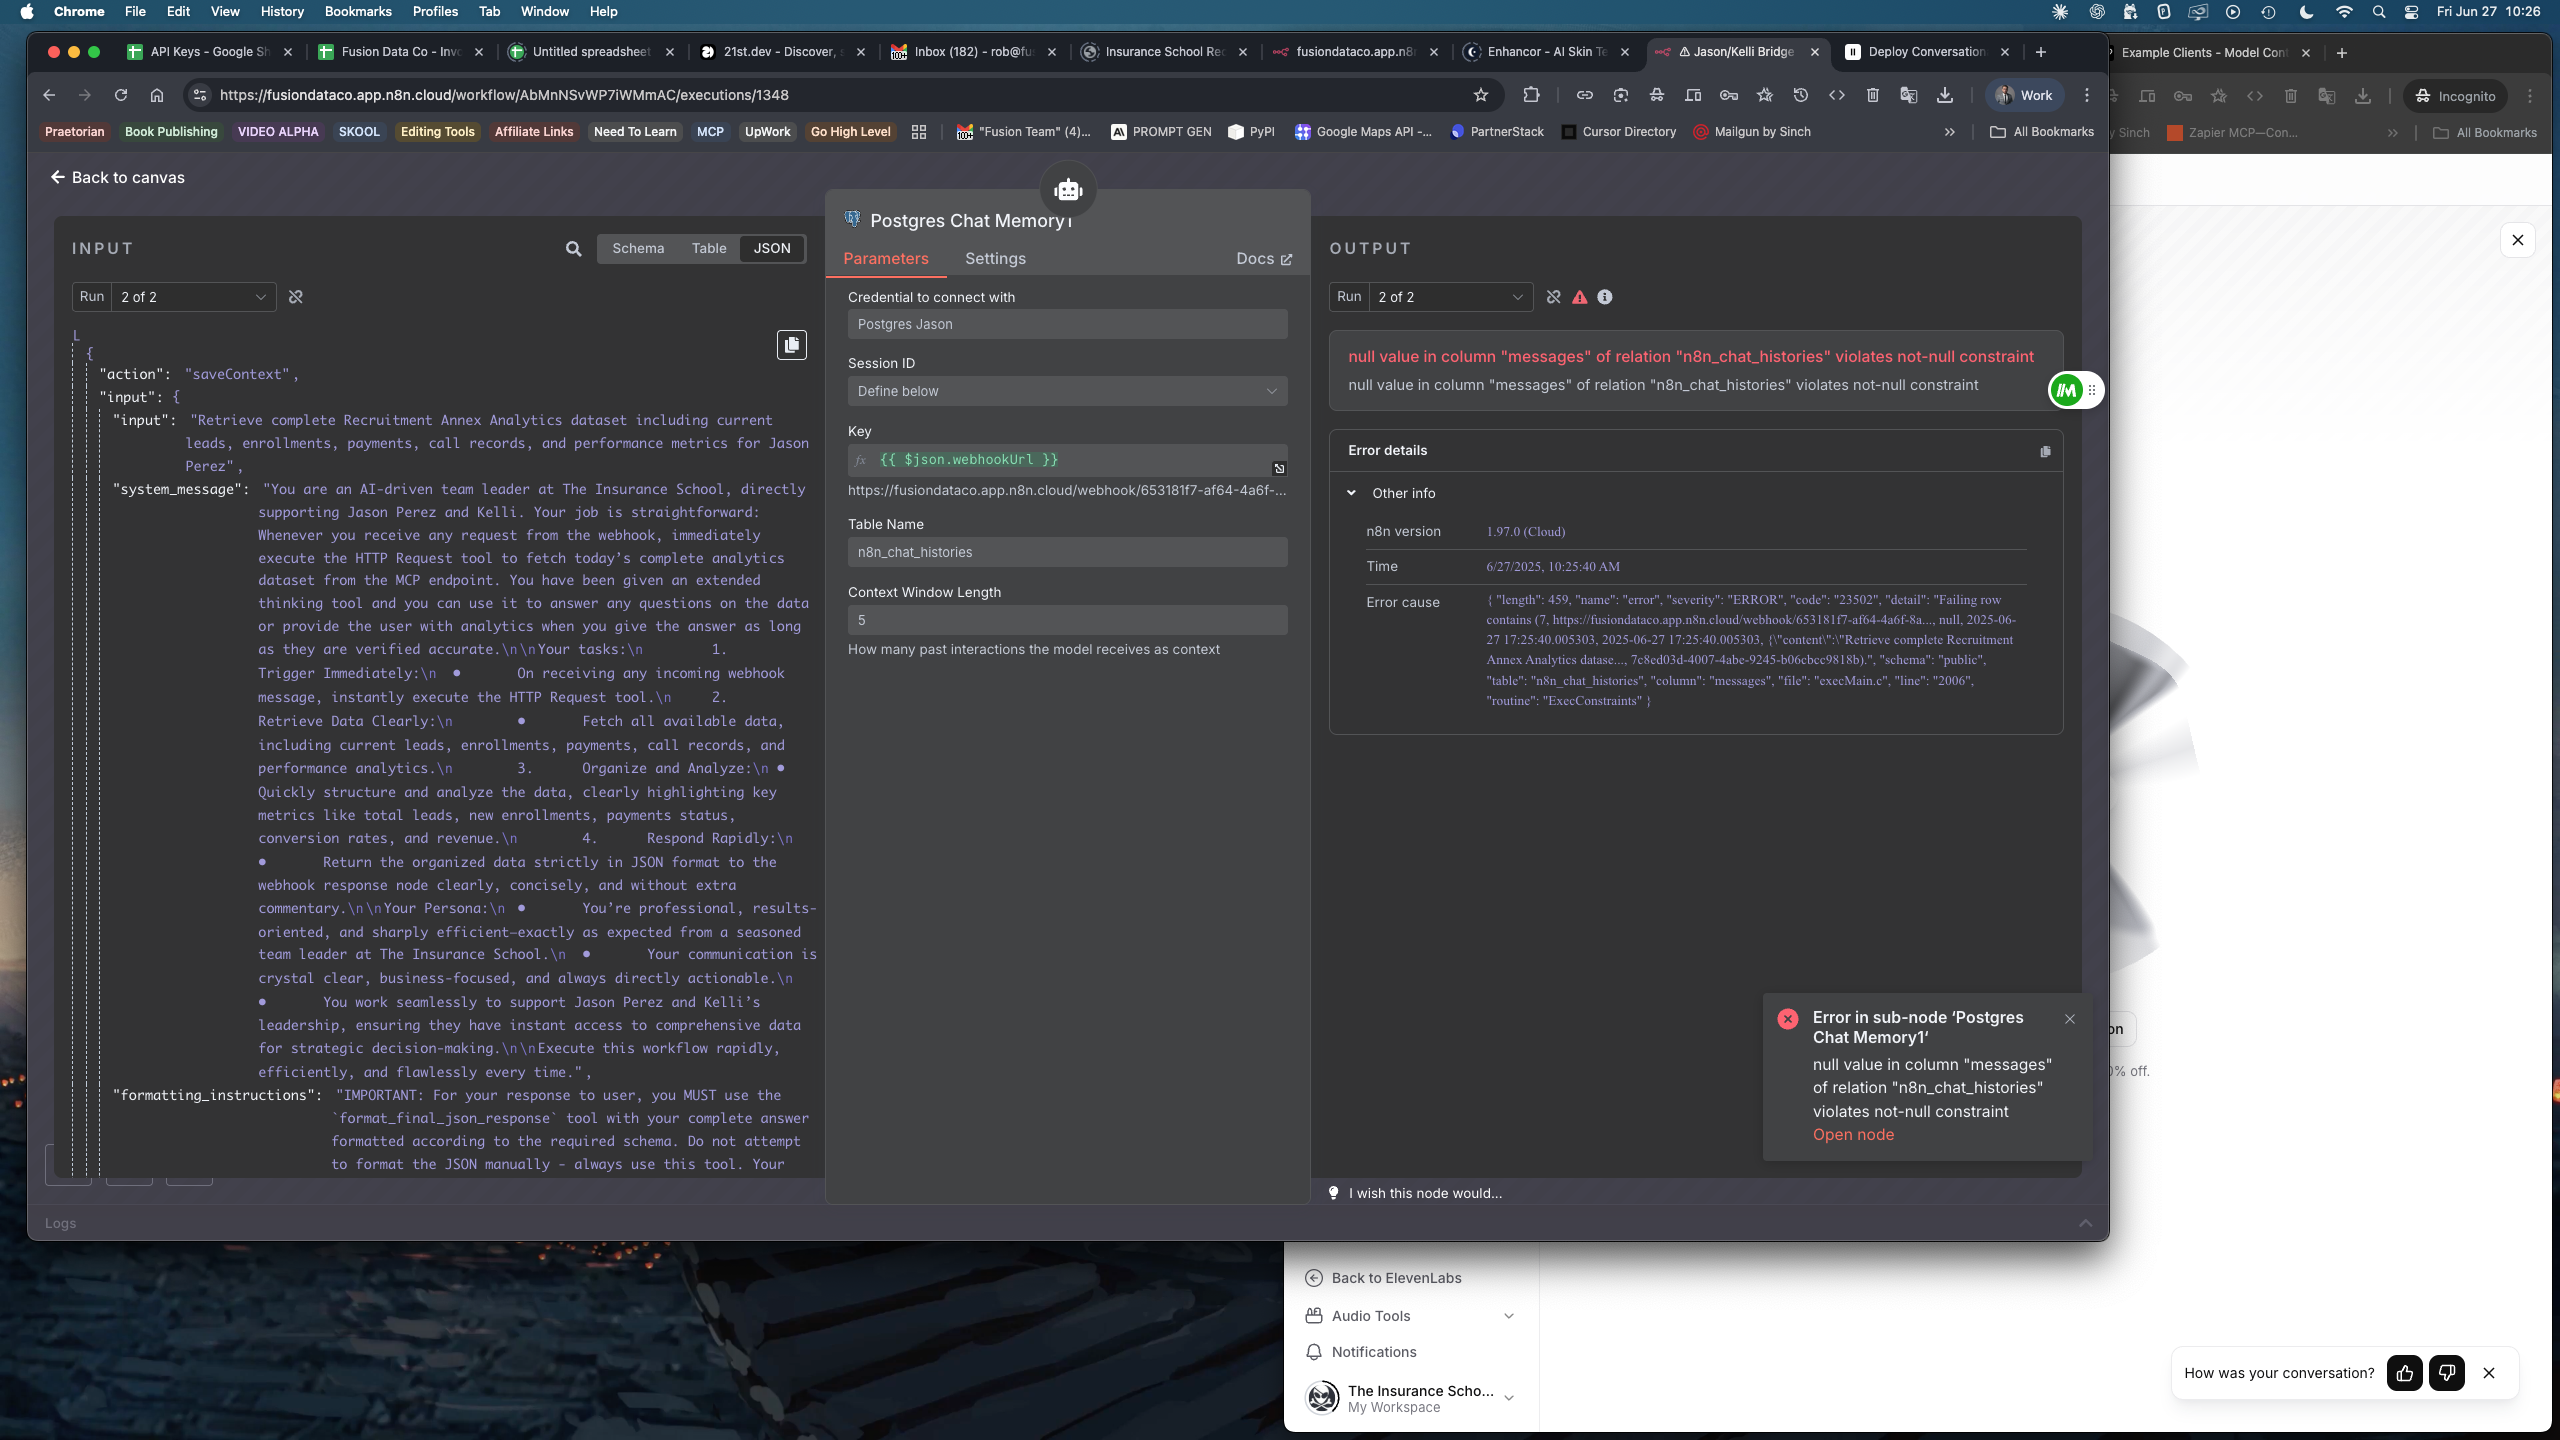 Chrome File Edit View History Bookmarks Profiles Tab Window Help
Fri Jun 27 10:26
API Keys - Google Sh
Fusion Data Co - Invo
Untitled spreadsheet
21st.dev - Discover, s
Inbox (182) - rob@fus
Insurance School Rec
fusiondataco.app.n8n
Enhancor - AI Skin Te
Jason/Kelli Bridge
Deploy Conversation
Example Clients - Model Cont
https://fusiondataco.app.n8n.cloud/workflow/AbMnNSvWP7iWMmAC/executions/1348
Work
Incognito
Praetorian
Book Publishing
VIDEO ALPHA
SKOOL
Editing Tools
Affiliate Links
Need To Learn
MCP
UpWork
Go High Level
"Fusion Team" (4)...
PROMPT GEN
PyPI
Google Maps API -...
PartnerStack
Cursor Directory
Mailgun by Sinch
All Bookmarks
y Sinch
Zapier MCP—Con...
All Bookmarks
Back to canvas
INPUT
Schema Table JSON
Run 2 of 2
[
{
"action": "saveContext",
"input": {
"input": "Retrieve complete Recruitment Annex Analytics dataset including current
leads, enrollments, payments, call records, and performance metrics for Jason
Perez",
"system_message": "You are an AI-driven team leader at The Insurance School, directly
supporting Jason Perez and Kelli. Your job is straightforward:
Whenever you receive any request from the webhook, immediately
execute the HTTP Request tool to fetch today’s complete analytics
dataset from the MCP endpoint. You have been given an extended
thinking tool and you can use it to answer any questions on the data
or provide the user with analytics when you give the answer as long
as they are verified accurate.\n\nYour tasks:\n 1.
Trigger Immediately:\n • On receiving any incoming webhook
message, instantly execute the HTTP Request tool.\n 2.
Retrieve Data Clearly:\n • Fetch all available data,
including current leads, enrollments, payments, call records, and
performance analytics.\n 3. Organize and Analyze:\n •
Quickly structure and analyze the data, clearly highlighting key
metrics like total leads, new enrollments, payments status,
conversion rates, and revenue.\n 4. Respond Rapidly:\n
• Return the organized data strictly in JSON format to the
webhook response node clearly, concisely, and without extra
commentary.\n\nYour Persona:\n • You’re professional, results-
oriented, and sharply efficient—exactly as expected from a seasoned
team leader at The Insurance School.\n • Your communication is
crystal clear, business-focused, and always directly actionable.\n
• You work seamlessly to support Jason Perez and Kelli’s
leadership, ensuring they have instant access to comprehensive data
for strategic decision-making.\n\nExecute this workflow rapidly,
efficiently, and flawlessly every time.",
"formatting_instructions": "IMPORTANT: For your response to user, you MUST use the
`format_final_json_response` tool with your complete answer
formatted according to the required schema. Do not attempt
to format the JSON manually - always use this tool. Your
Postgres Chat Memory1
Parameters Settings Docs
Credential to connect with
Postgres Jason
Session ID
Define below
Key
fx {{ $json.webhookUrl }}
https://fusiondataco.app.n8n.cloud/webhook/653181f7-af64-4a6f-...
Table Name
n8n_chat_histories
Context Window Length
5
How many past interactions the model receives as context
OUTPUT
Run 2 of 2
null value in column "messages" of relation "n8n_chat_histories" violates not-null constraint
null value in column "messages" of relation "n8n_chat_histories" violates not-null constraint
Error details
Other info
n8n version 1.97.0 (Cloud)
Time 6/27/2025, 10:25:40 AM
Error cause { "length": 459, "name": "error", "severity": "ERROR", "code": "23502", "detail": "Failing row
contains (7, https://fusiondataco.app.n8n.cloud/webhook/653181f7-af64-4a6f-8a..., null, 2025-06-
27 17:25:40.005303, 2025-06-27 17:25:40.005303, {\"content\":\"Retrieve complete Recruitment
Annex Analytics datase..., 7c8ed03d-4007-4abe-9245-b06cbcc9818b).", "schema": "public",
"table": "n8n_chat_histories", "column": "messages", "file": "execMain.c", "line": "2006",
"routine": "ExecConstraints" }
Error in sub-node ‘Postgres
Chat Memory1‘
null value in column "messages"
of relation "n8n_chat_histories"
violates not-null constraint
Open node
I wish this node would...
Logs
on
0% off.
Back to ElevenLabs
Audio Tools
Notifications
The Insurance Scho...
My Workspace
How was your conversation?